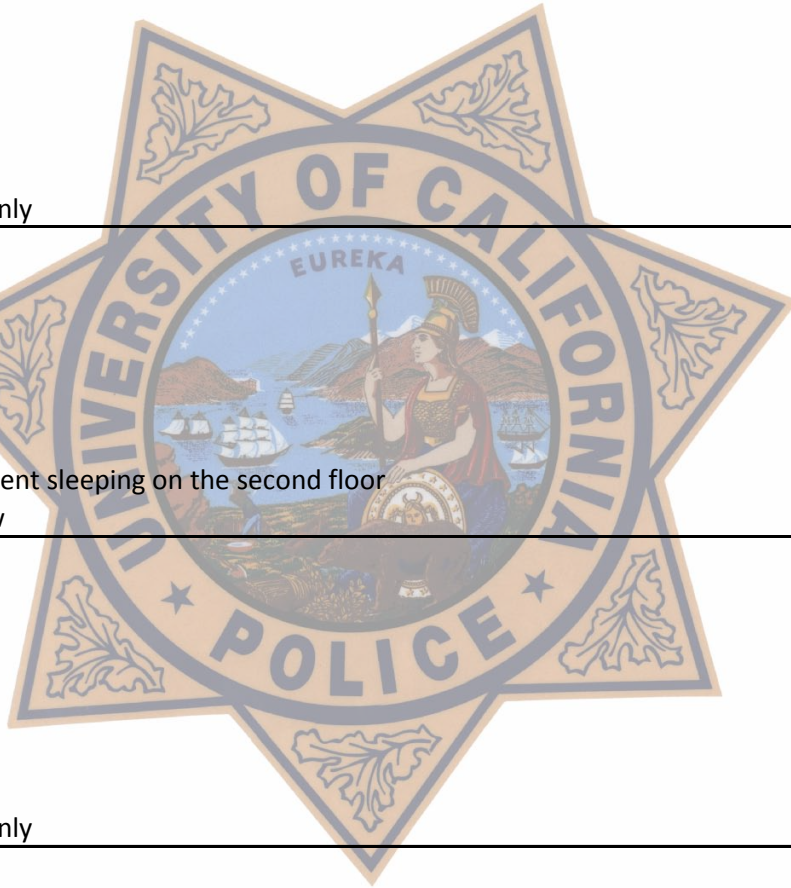 nly
UNIVERSITY OF CALIFORNIA
EUREKA
ent sleeping on the second floor
y
POLICE
nly